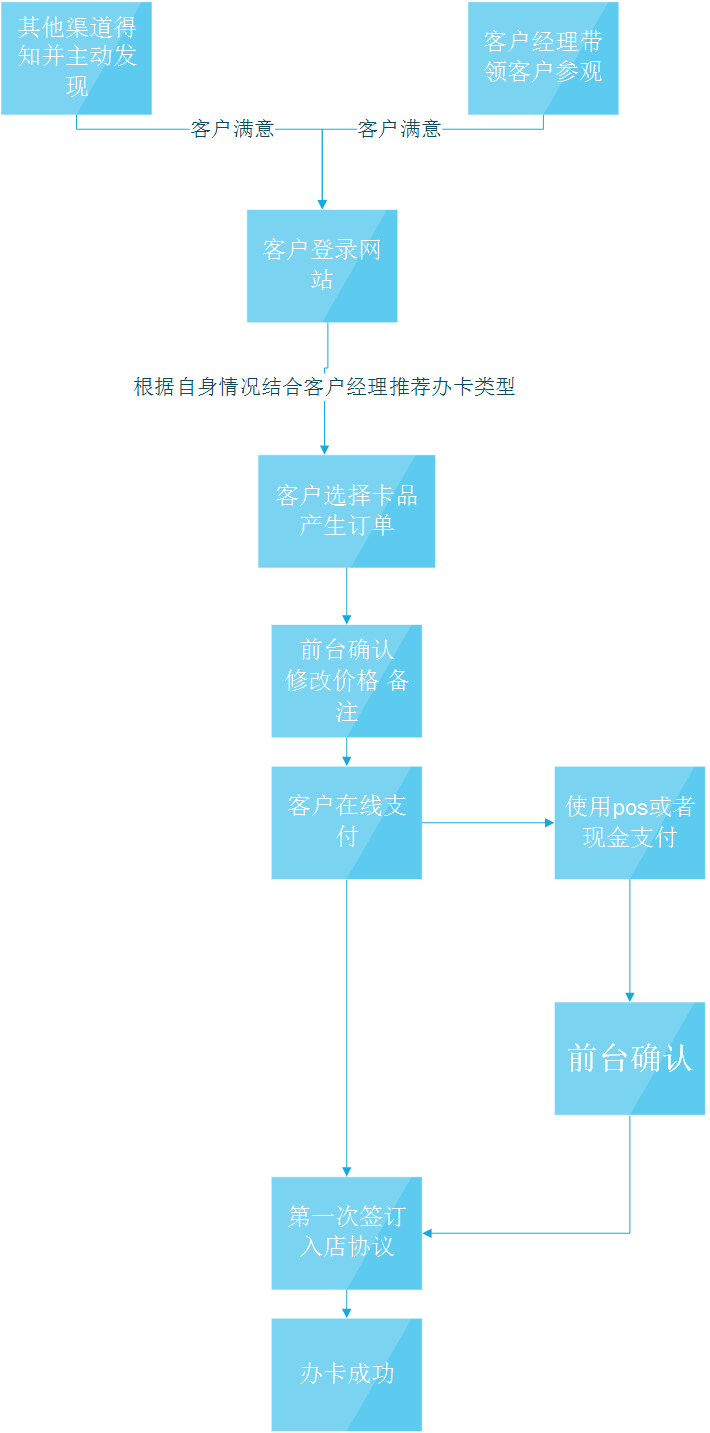 其他渠道得
知并主动发
现
客户经理带
领客户参观
客户满意
客户满意
客户登录网
站
根据自身情况结合客户经理推荐办卡类型
客户选择卡品
产生订单
前台确认
修改价格 备
注
客户在线支
付
使用pos或者
现金支付
前台确认
第一次签订
入店协议
办卡成功